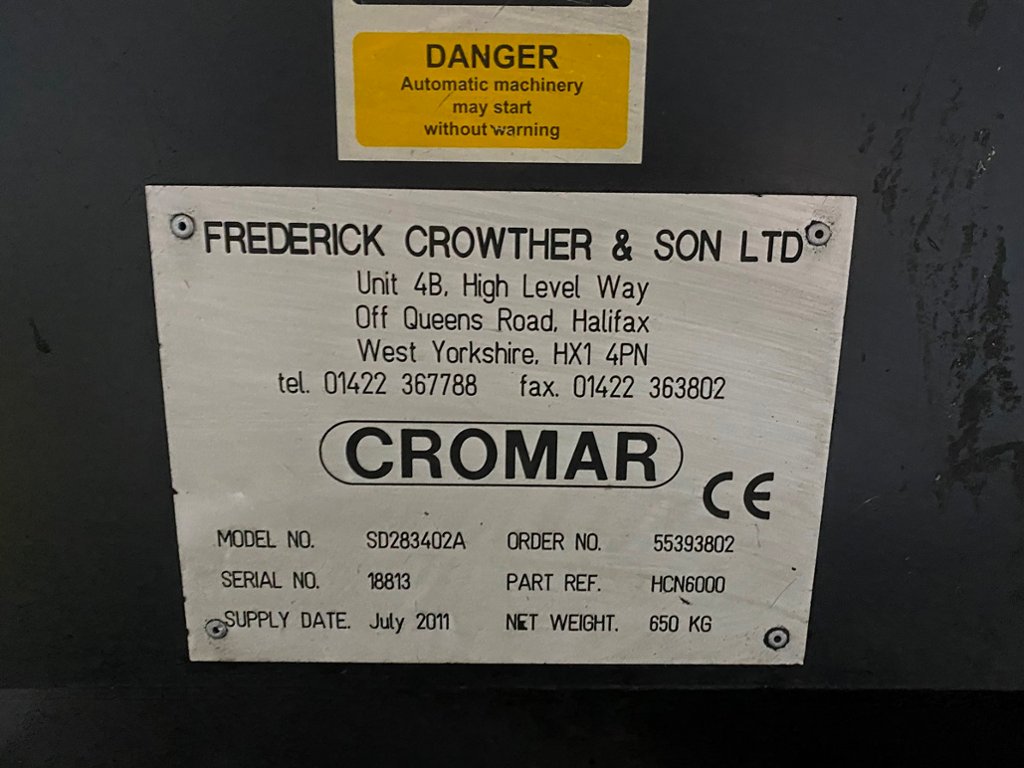 DANGER
Automatic machinery
may start
without warning
FREDERICK CROWTHER & SON LTD
Unit 4B, High Level Way
Off Queens Road, Halifax
West Yorkshire, HX1 4PN
tel. 01422 367788 fax. 01422 363802
CROMAR
CE
MODEL NO. SD283402A ORDER NO. 55393802
SERIAL NO. 18813 PART REF. HCN6000
SUPPLY DATE. July 2011 NET WEIGHT. 650 KG